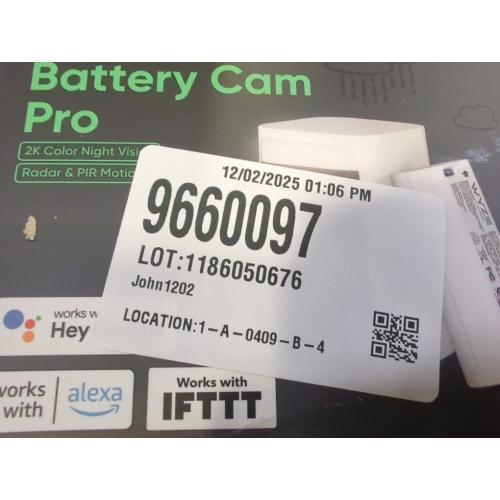 Battery Cam
Pro
2K Color Night Visi
Radar & PIR Motio
12/02/2025 01:06 PM
9660097
LOT:1186050676
John1202
LOCATION:1-A-0409-B-4
WYZE
works w
Hey
works
with
alexa
Works with
IFTTT